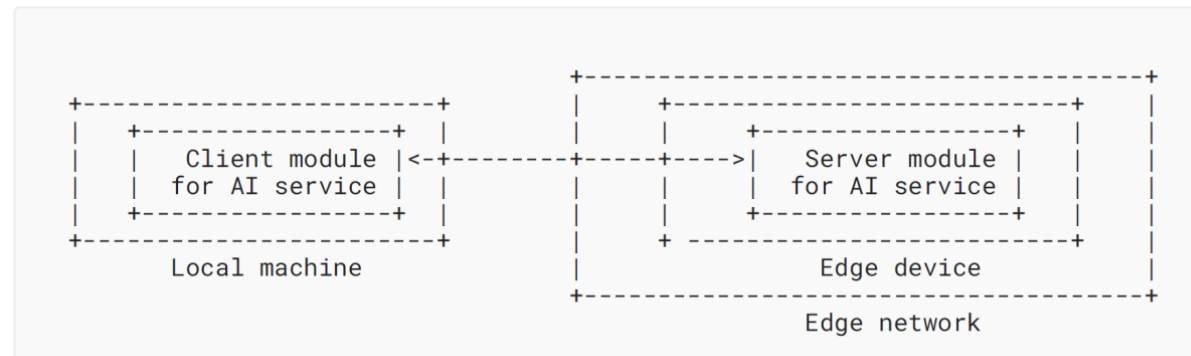 Client module
for AI service
Server module
for AI service
Local machine
Edge device
Edge network